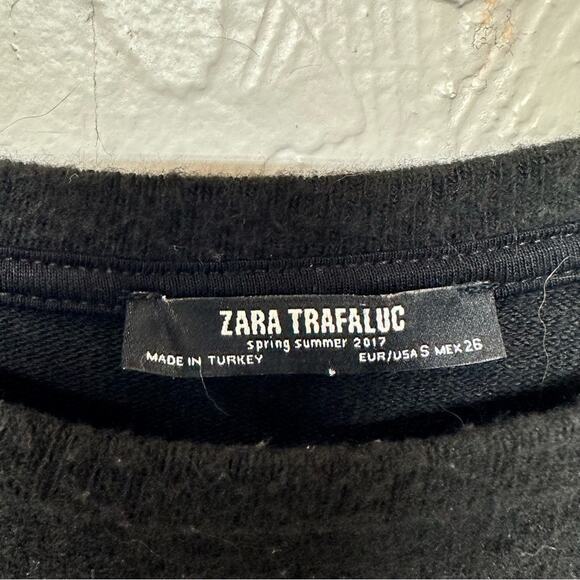 ZARA TRAFALUC
spring summer 2017
MADE IN TURKEY EUR/USA S MEX 26